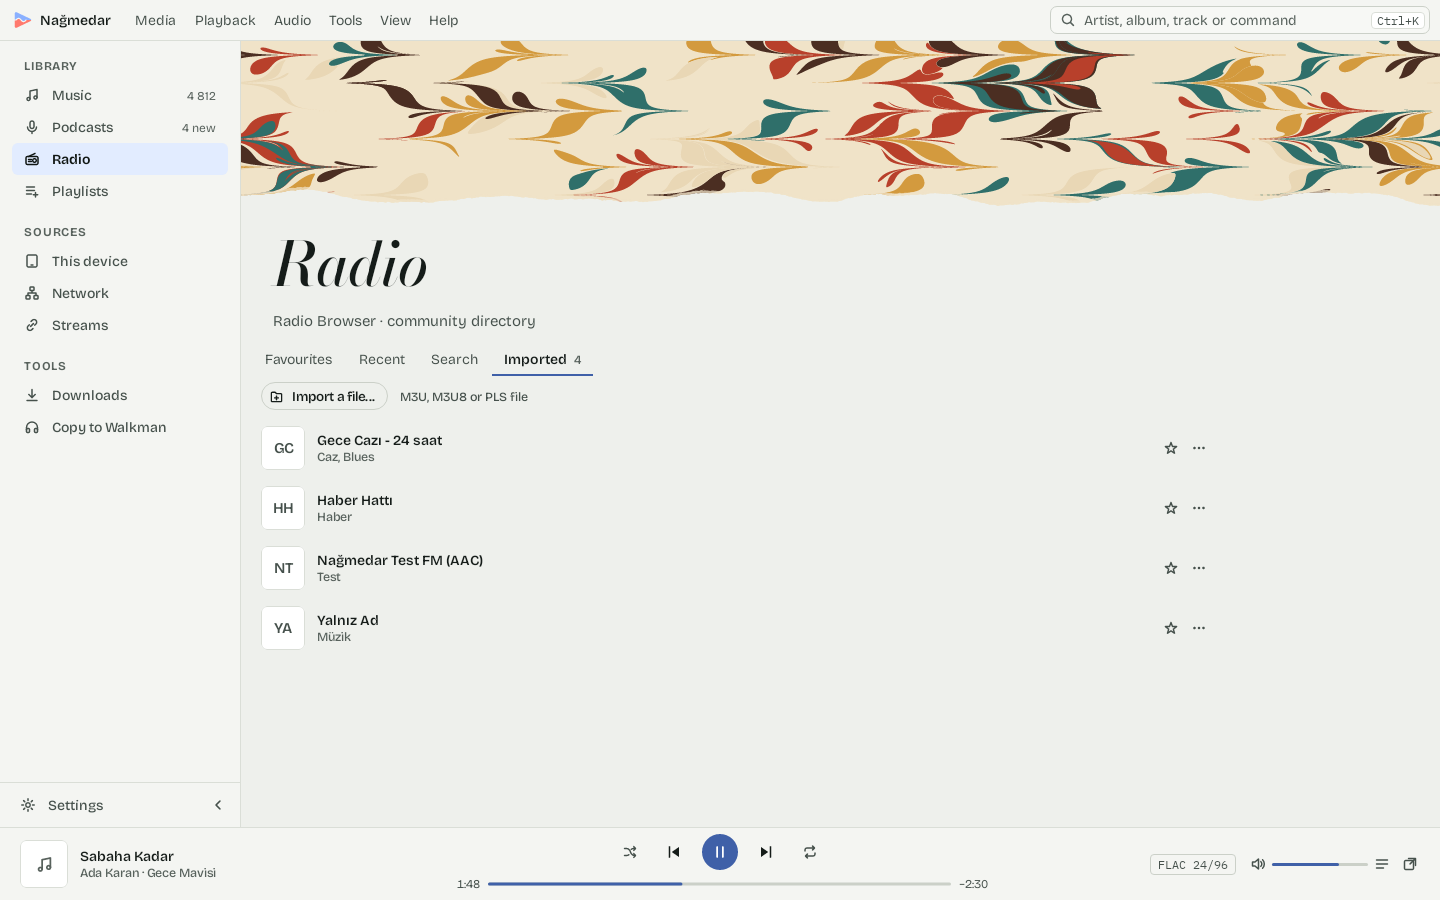 Nağmedar
Media
Playback
Audio
Tools
View
Help
Artist, album, track or command
Ctrl+K
LIBRARY
Music 4 812
Podcasts 4 new
Radio
Playlists
SOURCES
This device
Network
Streams
TOOLS
Downloads
Copy to Walkman
Settings
Radio
Radio Browser · community directory
Favourites
Recent
Search
Imported 4
Import a file...
M3U, M3U8 or PLS file
GC
Gece Cazı - 24 saat
Caz, Blues
HH
Haber Hattı
Haber
NT
Nağmedar Test FM (AAC)
Test
YA
Yalnız Ad
Müzik
Sabaha Kadar
Ada Karan · Gece Mavisi
1:48
−2:30
FLAC 24/96